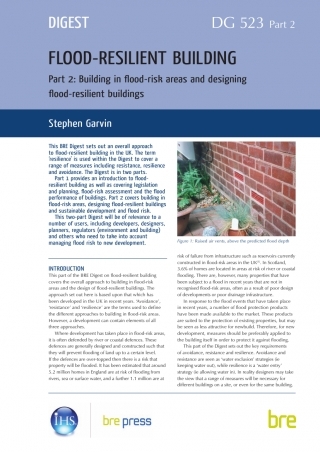 DIGEST
DG 523 Part 2
FLOOD-RESILIENT BUILDING
Part 2: Building in flood-risk areas and designing
flood-resilient buildings
Stephen Garvin
This BRE Digest sets out an overall approach
to flood-resilient building in the UK. The term
'resilience' is used within the Digest to cover a
range of measures including resistance, resilience
and avoidance. The Digest is in two parts.
Part 1 provides an introduction to flood-
resilient building as well as covering legislation
and planning, flood-risk assessment and the flood
performance of buildings. Part 2 covers building in
flood-risk areas, designing flood-resilient buildings
and sustainable development and flood risk.
This two-part Digest will be of relevance to a
number of users, including developers, designers,
planners, regulators (environment and building)
and others who need to take into account
managing flood risk to new development.
Figure 1: Raised air vents, above the predicted flood depth
INTRODUCTION
This part of the BRE Digest on flood-resilient building
covers the overall approach to building in flood-risk
areas and the design of flood-resilient buildings. The
approach set out here is based upon that which has
been developed in the UK in recent years. 'Avoidance',
'resistance' and 'resilience' are the terms used to define
the different approaches to building in flood-risk areas.
However, a development can contain elements of all
three approaches.
Where development has taken place in flood-risk areas,
it is often defended by river or coastal defences. Those
defences are generally designed and constructed such that
they will prevent flooding of land up to a certain level.
If the defences are over-topped then there is a risk that
property will be flooded. It has been estimated that around
5.2 million homes in England are at risk of flooding from
rivers, sea or surface water, and a further 1.1 million are at
risk of failure from infrastructure such as reservoirs currently
constructed in flood-risk areas in the UK. In Scotland,
5.6% of homes are located in areas at risk of river or coastal
flooding. There are, however, many properties that have
been subject to a flood in recent years that are not in
recognised flood-risk areas, often as a result of poor design
of developments or poor drainage infrastructure.
In response to the flood events that have taken place
in recent years, a number of flood protection products
have been made available to the market. Those products
are suited to the protection of existing properties, but may
be seen as less attractive for newbuild. Therefore, for new
development, measures should be preferably applied to
the building itself in order to protect it against flooding.
This part of the Digest sets out the key requirements
of avoidance, resistance and resilience. Avoidance and
resistance are seen as 'water exclusion' strategies (ie
keeping water out), while resilience is a 'water entry'
strategy (ie allowing water in). In reality designers may take
the view that a range of measures will be necessary for
different buildings on a site, or even for the same building.
IHS
bre press
bre